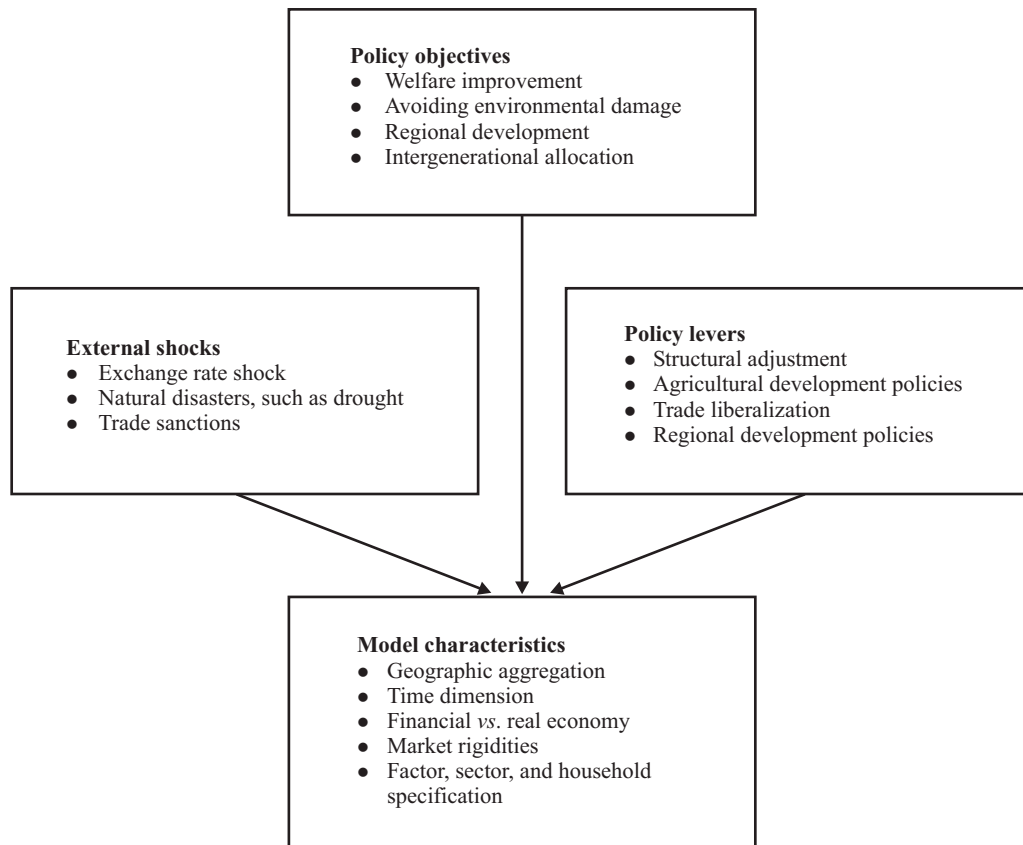 Policy objectives
● Welfare improvement
● Avoiding environmental damage
● Regional development
● Intergenerational allocation
External shocks
● Exchange rate shock
● Natural disasters, such as drought
● Trade sanctions
Policy levers
● Structural adjustment
● Agricultural development policies
● Trade liberalization
● Regional development policies
Model characteristics
● Geographic aggregation
● Time dimension
● Financial vs. real economy
● Market rigidities
● Factor, sector, and household
specification